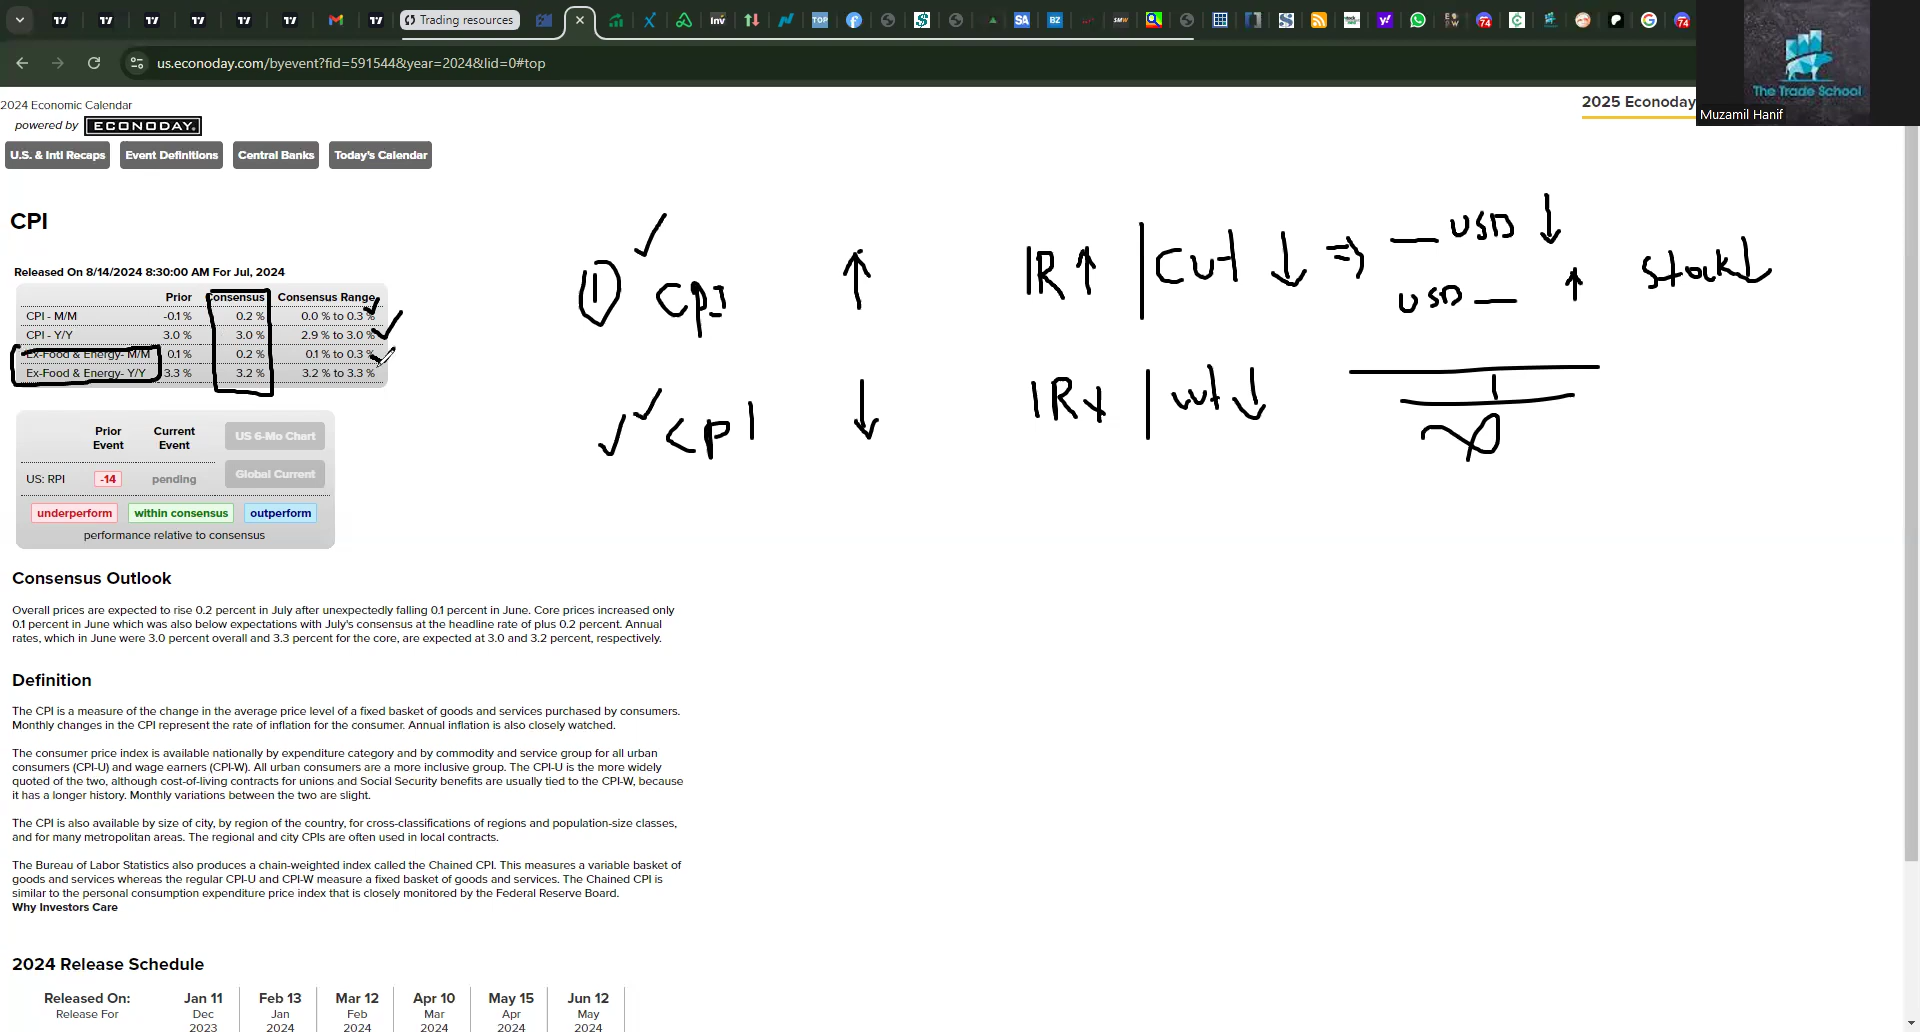 Trading resources
us.econoday.com/byevent?fid=591544&year=2024&lid=0#top
The Trade School
Muzamil Hanif
2024 Economic Calendar
2025 Econoday
powered by ECONODAY.
U.S. & Intl Recaps Event Definitions Central Banks Today's Calendar
CPI
Released On 8/14/2024 8:30:00 AM For Jul, 2024
Prior Consensus Consensus Range
CPI - M/M -0.1 % 0.2 % 0.0 % to 0.3 %
CPI - Y/Y 3.0 % 3.0 % 2.9 % to 3.0 %
Ex-Food & Energy- M/M 0.1 % 0.2 % 0.1 % to 0.3 %
Ex-Food & Energy- Y/Y 3.3 % 3.2 % 3.2 % to 3.3 %
① CPI ↑ IR ↑ | Cut ↓ ⇒ __ USD ↓
USD __ ↑ Stock ↓
CPI ↓ IR | cut ↓
Prior Event Current Event US 6-Mo Chart
Global Current
US: RPI -14 pending
underperform within consensus outperform
performance relative to consensus
Consensus Outlook
Overall prices are expected to rise 0.2 percent in July after unexpectedly falling 0.1 percent in June. Core prices increased only
0.1 percent in June which was also below expectations with July's consensus at the headline rate of plus 0.2 percent. Annual
rates, which in June were 3.0 percent overall and 3.3 percent for the core, are expected at 3.0 and 3.2 percent, respectively.
Definition
The CPI is a measure of the change in the average price level of a fixed basket of goods and services purchased by consumers.
Monthly changes in the CPI represent the rate of inflation for the consumer. Annual inflation is also closely watched.
The consumer price index is available nationally by expenditure category and by commodity and service group for all urban
consumers (CPI-U) and wage earners (CPI-W). All urban consumers are a more inclusive group. The CPI-U is the more widely
quoted of the two, although cost-of-living contracts for unions and Social Security benefits are usually tied to the CPI-W, because
it has a longer history. Monthly variations between the two are slight.
The CPI is also available by size of city, by region of the country, for cross-classifications of regions and population-size classes,
and for many metropolitan areas. The regional and city CPIs are often used in local contracts.
The Bureau of Labor Statistics also produces a chain-weighted index called the Chained CPI. This measures a variable basket of
goods and services whereas the regular CPI-U and CPI-W measure a fixed basket of goods and services. The Chained CPI is
similar to the personal consumption expenditure price index that is closely monitored by the Federal Reserve Board.
Why Investors Care
2024 Release Schedule
Released On: Jan 11 Feb 13 Mar 12 Apr 10 May 15 Jun 12
Release For Dec Jan Feb Mar Apr May
2023 2024 2024 2024 2024 2024